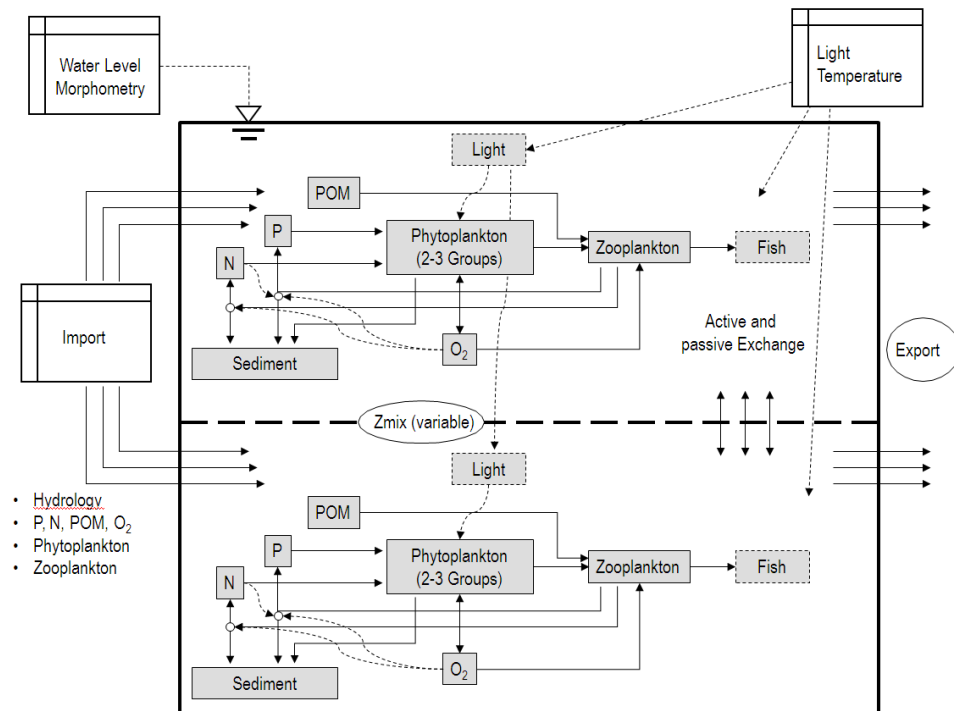 Water Level
Morphometry
Light
Temperature
Light
POM
P
Phytoplankton
(2-3 Groups)
Zooplankton
Fish
N
Import
Active and
passive Exchange
O₂
Sediment
Export
Zmix (variable)
Light
• Hydrology
• P, N, POM, O₂
• Phytoplankton
• Zooplankton
POM
P
Phytoplankton
(2-3 Groups)
Zooplankton
Fish
N
O₂
Sediment